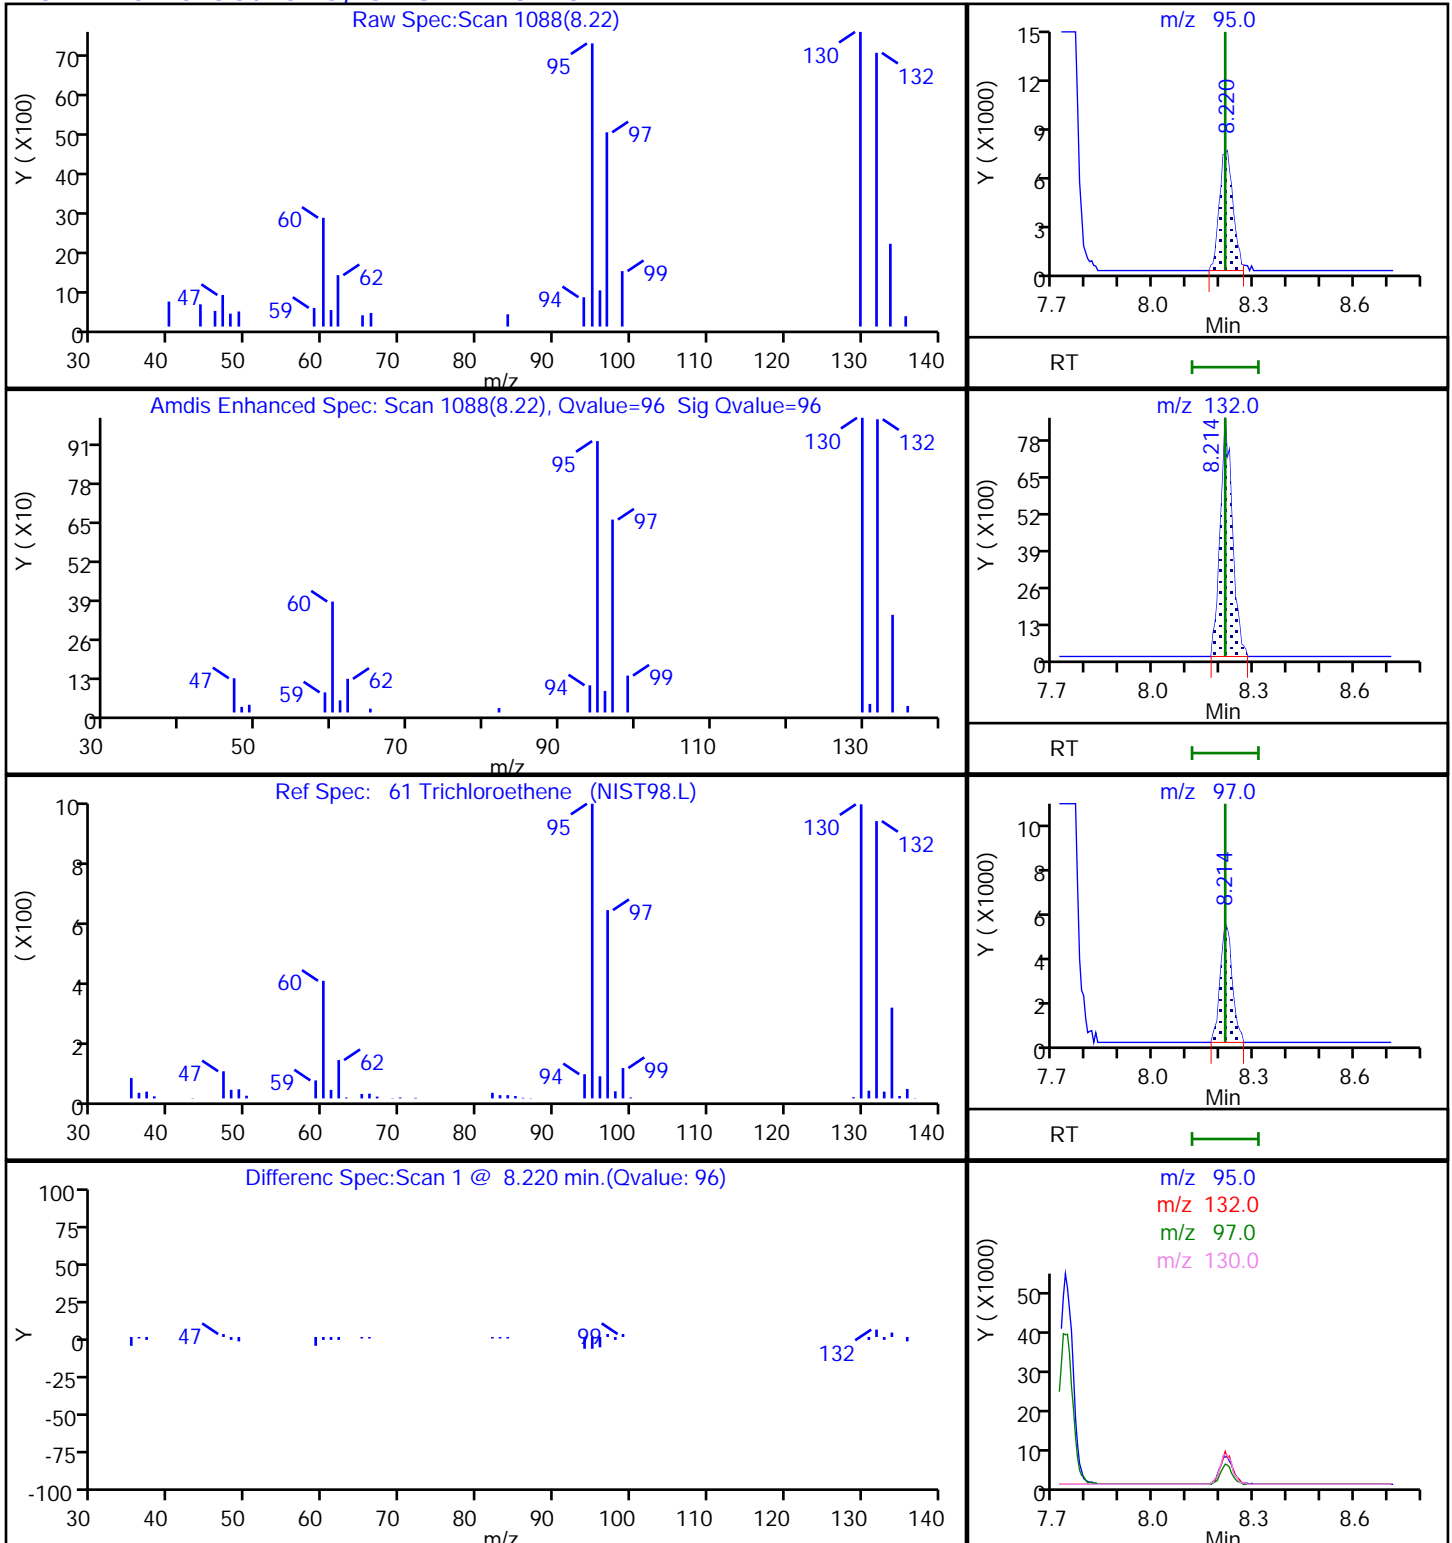 Raw Spec:Scan 1088(8.22)
Y ( X100)
70
60
50
40
30
20
10
0
95
130
132
97
60
62
47
59
94
99
30 40 50 60 70 80 90 100 110 120 130 140
m/z
m/z 95.0
Y ( X1000)
15
12
9
6
3
0
8.220
7.7 8.0 8.3 8.6
Min
RT
Amdis Enhanced Spec: Scan 1088(8.22), Qvalue=96 Sig Qvalue=96
Y ( X10)
91
78
65
52
39
26
13
0
130
132
95
97
60
47
59
62
94
99
30 50 70 90 110 130
m/z
m/z 132.0
Y ( X100)
78
65
52
39
26
13
0
8.214
7.7 8.0 8.3 8.6
Min
RT
Ref Spec: 61 Trichloroethene (NIST98.L)
( X100)
10
8
6
4
2
0
95
130
132
97
60
62
47
59
94
99
30 40 50 60 70 80 90 100 110 120 130 140
m/z 97.0
Y ( X1000)
10
8
6
4
2
0
8.214
7.7 8.0 8.3 8.6
Min
RT
Differenc Spec:Scan 1 @ 8.220 min.(Qvalue: 96)
Y
100
75
50
25
0
-25
-50
-75
-100
47
99
132
30 40 50 60 70 80 90 100 110 120 130 140
m/z
m/z 95.0
m/z 132.0
m/z 97.0
m/z 130.0
Y ( X1000)
50
40
30
20
10
0
7.7 8.0 8.3 8.6
Min